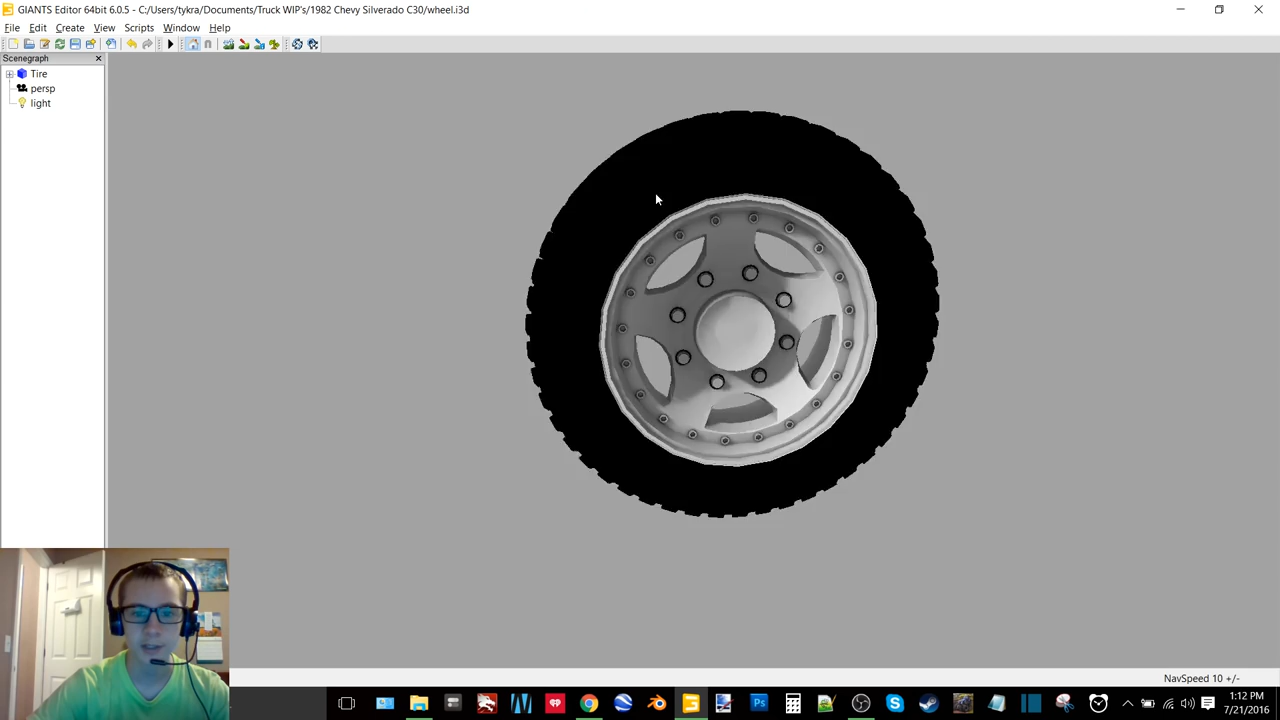 GIANTS Editor 64bit 6.0.5 - C:/Users/tykra/Documents/Truck WIP's/1982 Chevy Silverado C30/wheel.i3d
File Edit Create View Scripts Window Help
Scenegraph
Tire
persp
light
NavSpeed 10 +/-
1:12 PM
7/21/2016